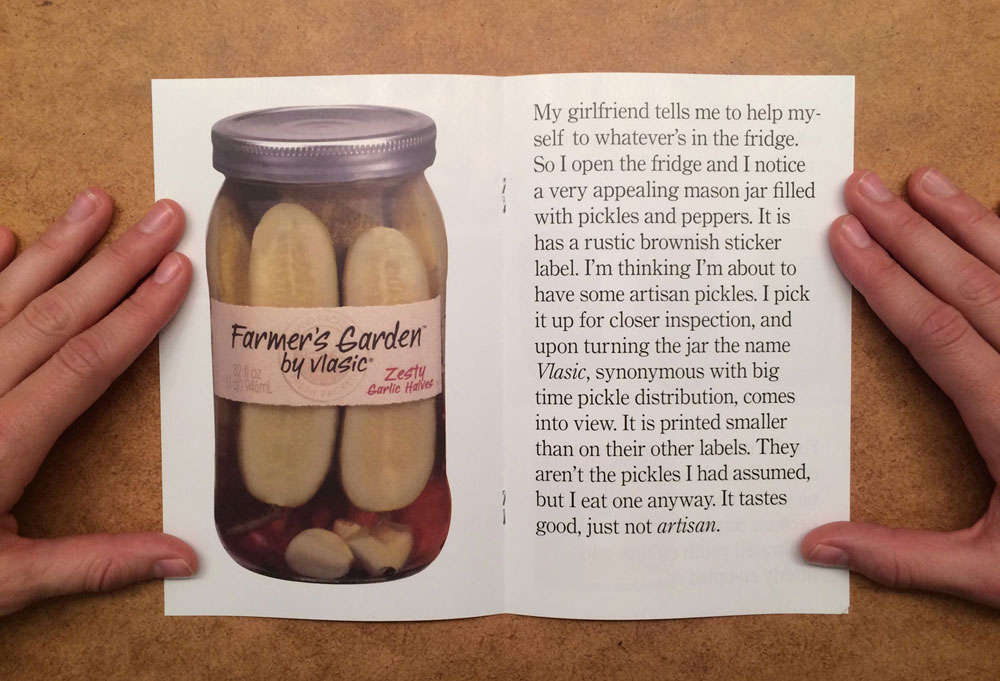 Farmer's Garden™
by vlasic®
32 fl oz
(1 qt) 946mL
Zesty
Garlic Halves
My girlfriend tells me to help my-
self to whatever's in the fridge.
So I open the fridge and I notice
a very appealing mason jar filled
with pickles and peppers. It is
has a rustic brownish sticker
label. I'm thinking I'm about to
have some artisan pickles. I pick
it up for closer inspection, and
upon turning the jar the name
Vlasic, synonymous with big
time pickle distribution, comes
into view. It is printed smaller
than on their other labels. They
aren't the pickles I had assumed,
but I eat one anyway. It tastes
good, just not artisan.